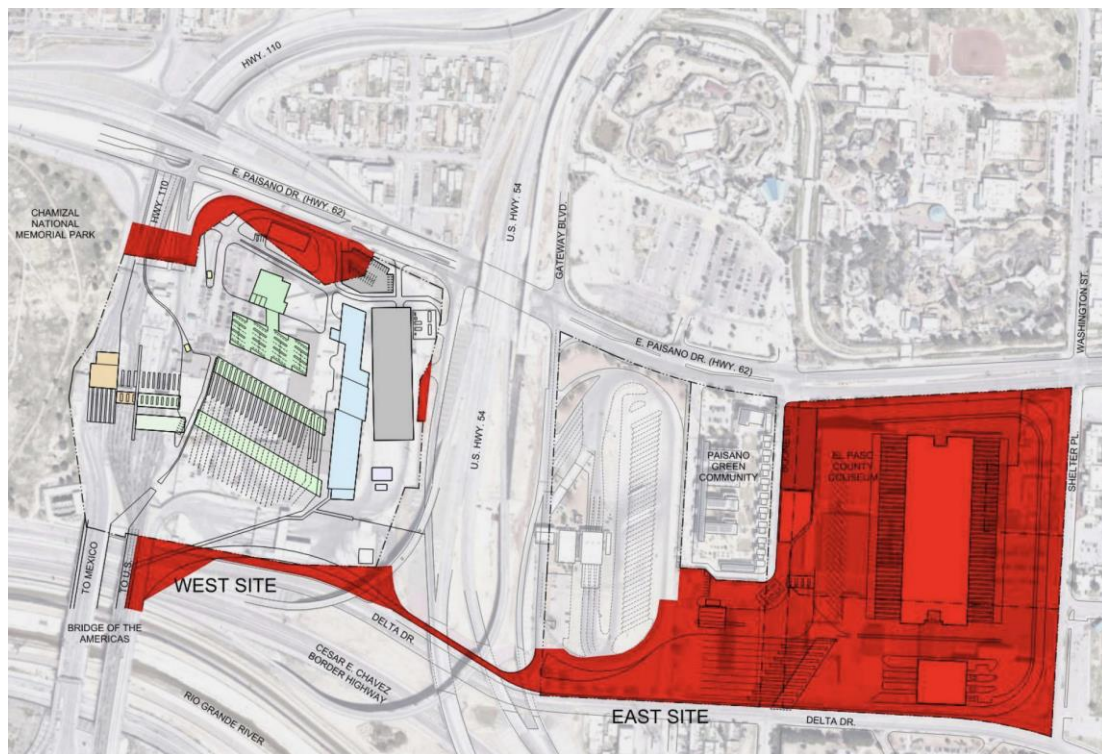 HWY. 110
HWY. 110
E. PAISANO DR. (HWY. 62)
CHAMIZAL
NATIONAL
MEMORIAL PARK
U.S. HWY. 54
GATEWAY BLVD.
WASHINGTON ST.
E. PAISANO DR. (HWY. 62)
U.S. HWY. 54
PAISANO
GREEN
COMMUNITY
EL PASO
COUNTY
COLISEUM
SHELTER PL.
TO MEXICO
TO U.S.
WEST SITE
BRIDGE OF THE
AMERICAS
DELTA DR.
CESAR E. CHAVEZ
BORDER HIGHWAY
RIO GRANDE RIVER
EAST SITE
DELTA DR.